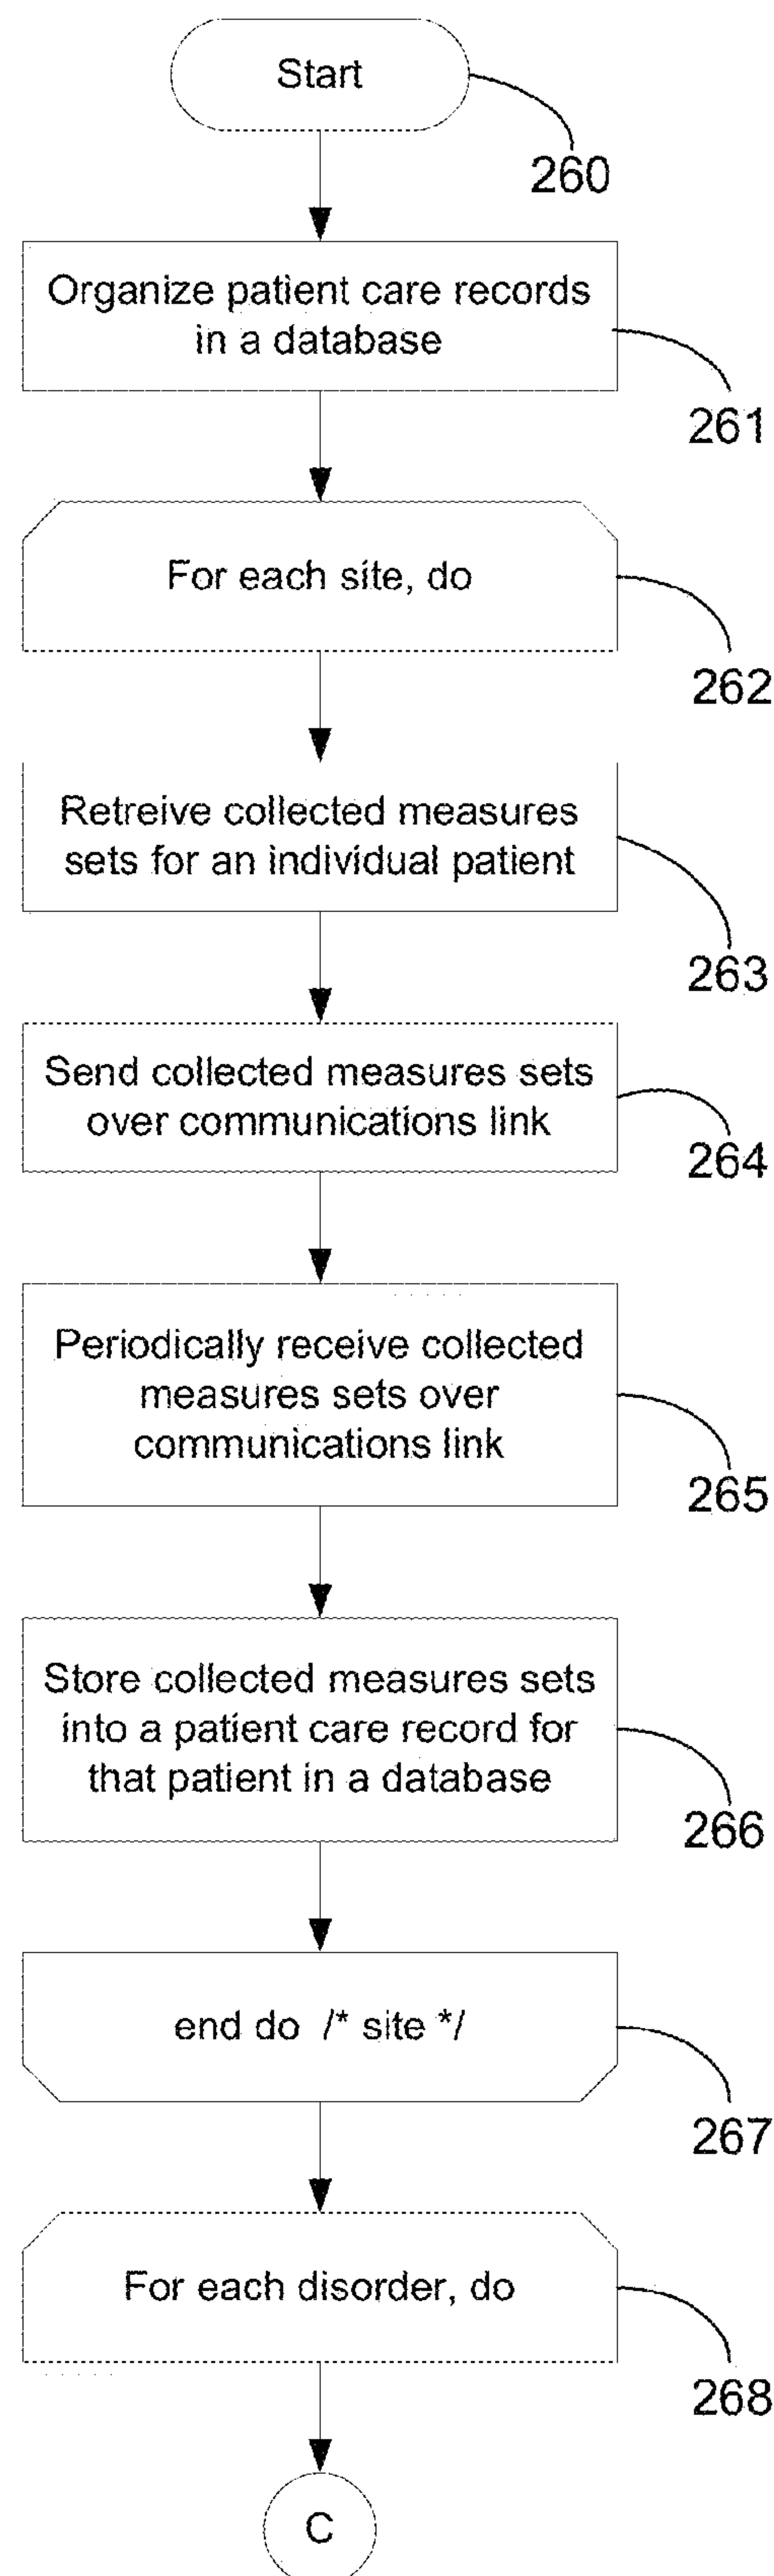 Start
260
Organize patient care records
in a database
261
For each site, do
262
Retreive collected measures
sets for an individual patient
263
Send collected measures sets
over communications link
264
Periodically receive collected
measures sets over
communications link
265
Store collected measures sets
into a patient care record for
that patient in a database
266
end do /* site */
267
For each disorder, do
268
C